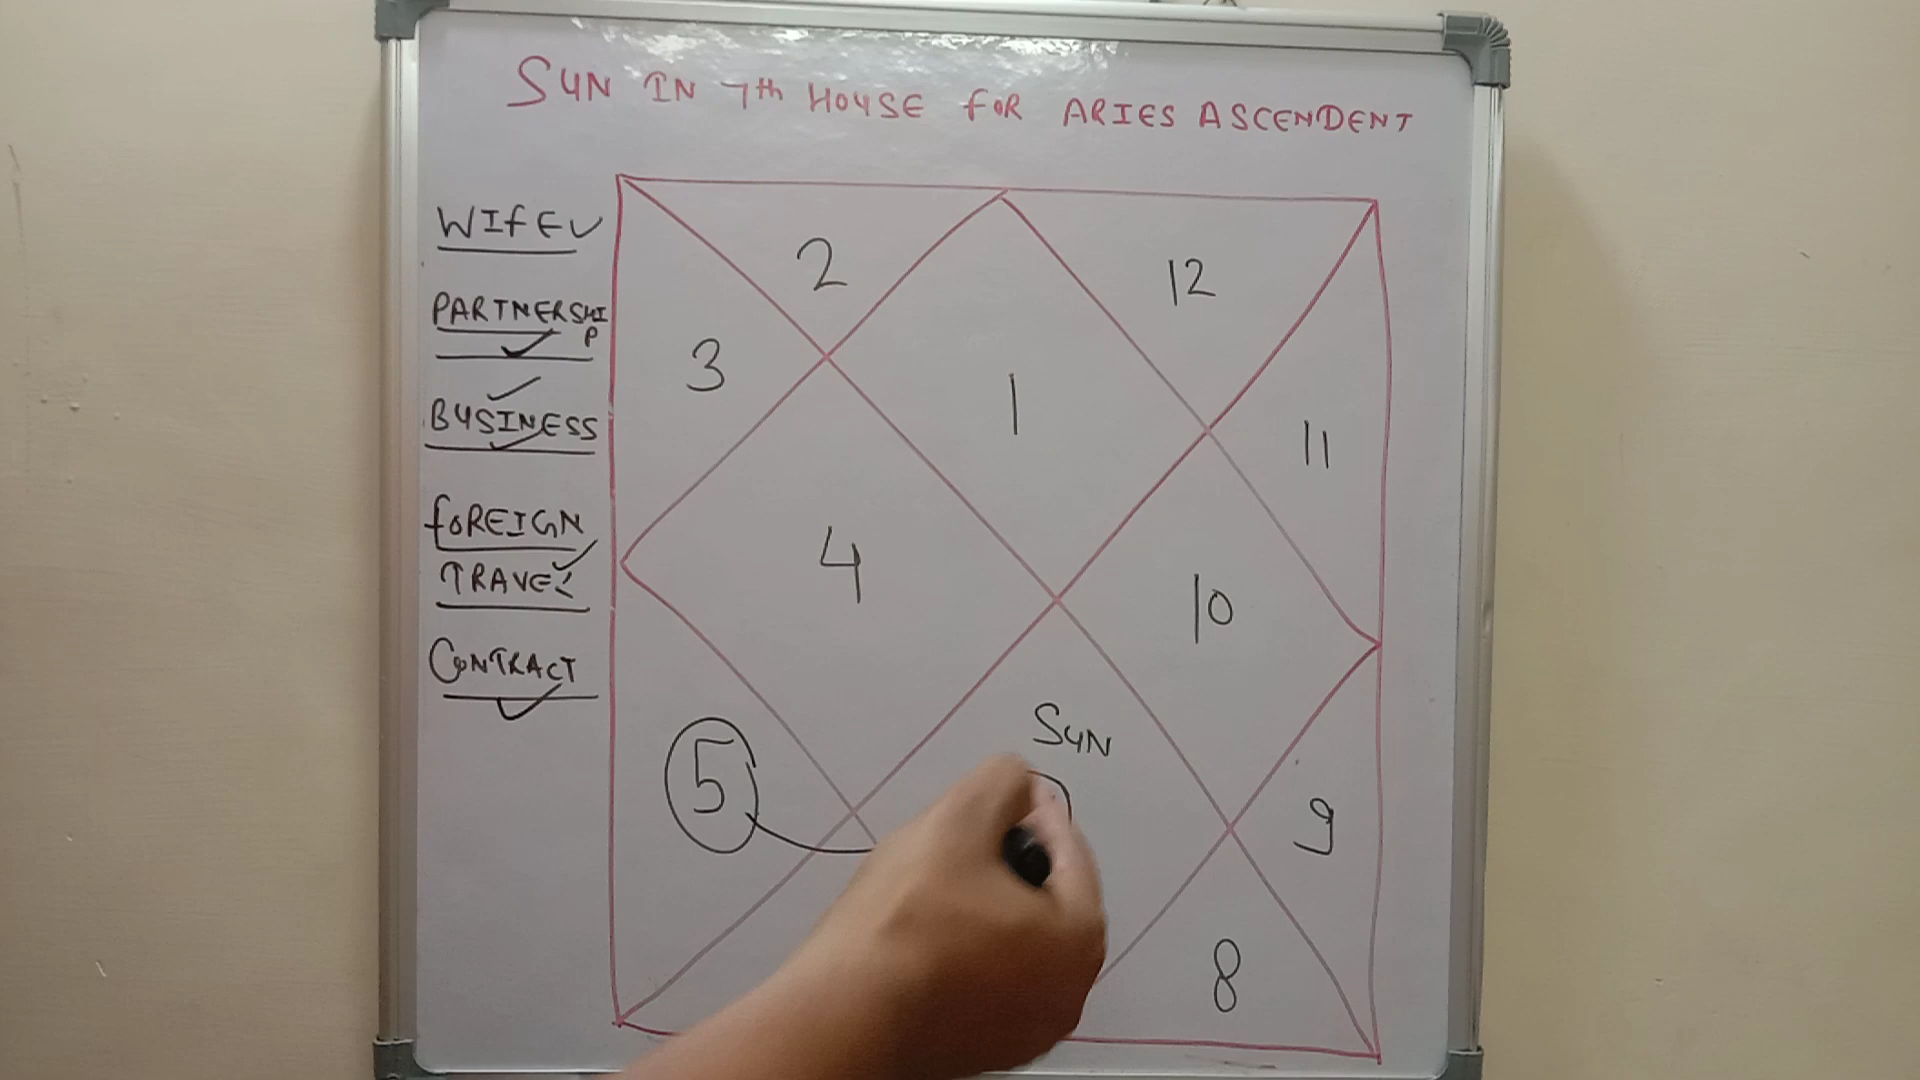 SUN IN 7th HOUSE FOR ARIES ASCENDENT
WIFE
PARTNERSHIP
BUSINESS
FOREIGN
TRAVEL
CONTRACT
2
12
3
1
11
4
10
SUN
5
9
8